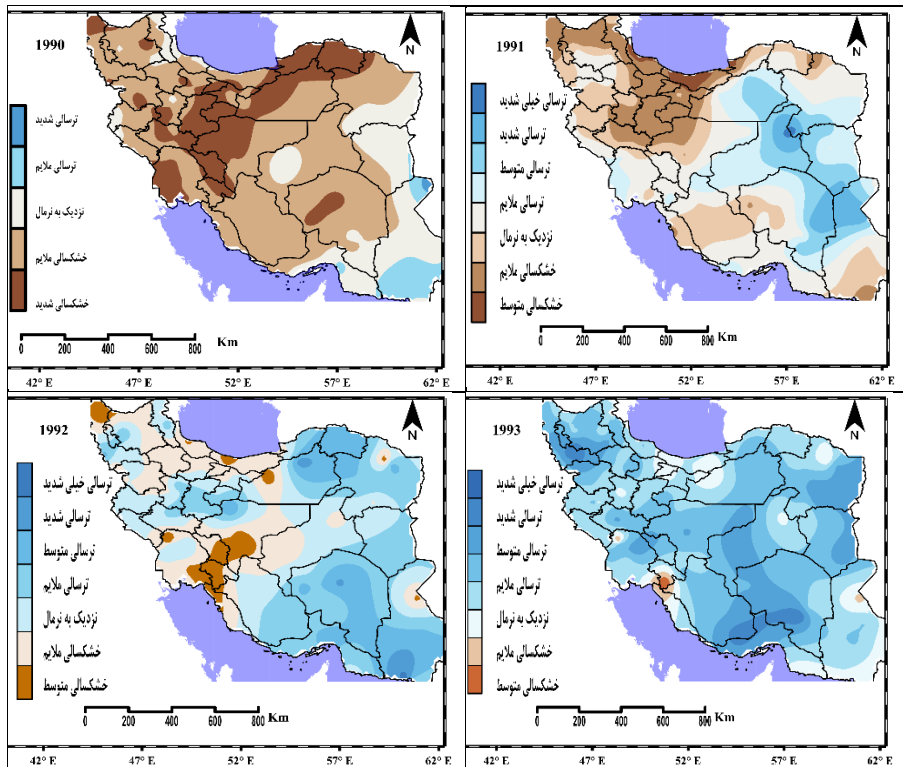 1990
N
ترسالی شدید
ترسالی ملایم
نزدیک به نرمال
خشکسالی ملایم
خشکسالی شدید
0 200 400 600 800 Km
42° E 47° E 52° E 57° E 62° E
1991
N
ترسالی خیلی شدید
ترسالی شدید
ترسالی متوسط
ترسالی ملایم
نزدیک به نرمال
خشکسالی ملایم
خشکسالی متوسط
0 200 400 600 800 Km
42° E 47° E 52° E 57° E 62° E
1992
N
ترسالی خیلی شدید
ترسالی شدید
ترسالی متوسط
ترسالی ملایم
نزدیک به نرمال
خشکسالی ملایم
خشکسالی متوسط
0 200 400 600 800 Km
42° E 47° E 52° E 57° E 62° E
1993
N
ترسالی خیلی شدید
ترسالی شدید
ترسالی متوسط
ترسالی ملایم
نزدیک به نرمال
خشکسالی ملایم
خشکسالی متوسط
0 200 400 600 800 Km
42° E 47° E 52° E 57° E 62° E